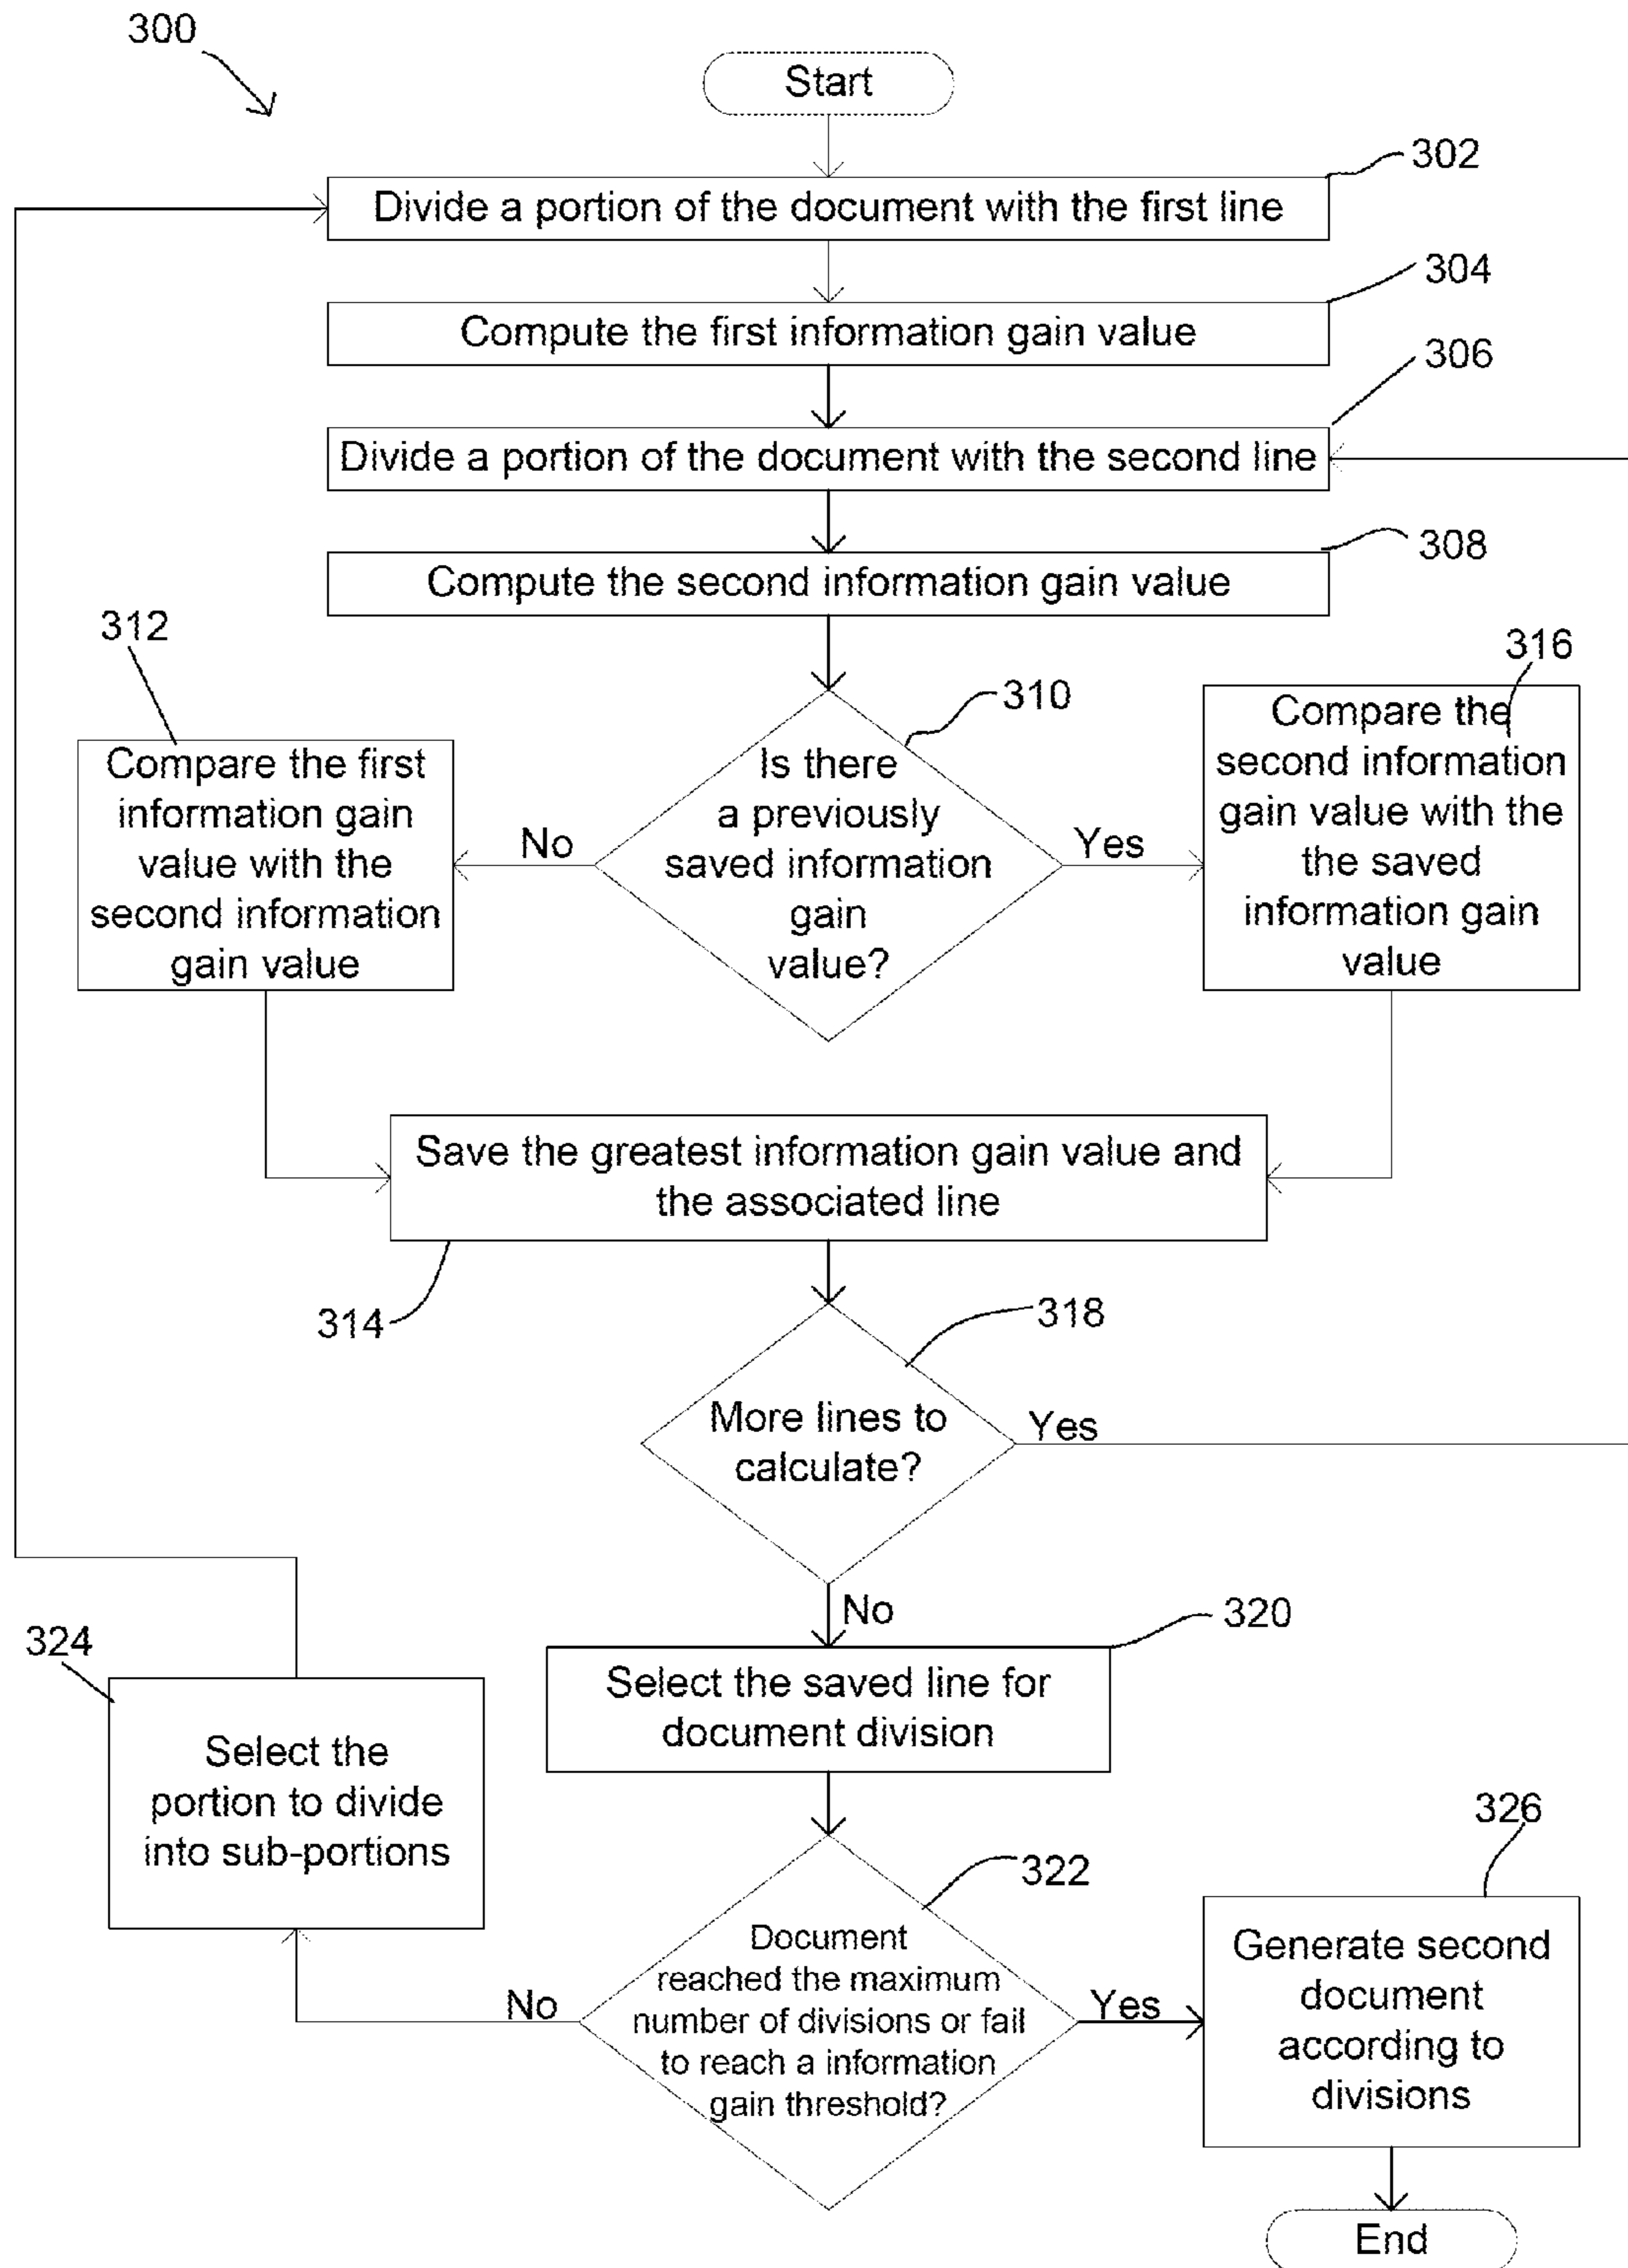 300
Start
302
Divide a portion of the document with the first line
304
Compute the first information gain value
306
Divide a portion of the document with the second line
308
Compute the second information gain value
312
Compare the first
information gain
value with the
second information
gain value
310
Is there
a previously
saved information
gain
value?
No
Yes
316
Compare the
second information
gain value with the
the saved
information gain
value
Save the greatest information gain value and
the associated line
314
318
More lines to
calculate?
Yes
No
320
Select the saved line for
document division
324
Select the
portion to divide
into sub-portions
322
Document
reached the maximum
number of divisions or fail
to reach a information
gain threshold?
No
Yes
326
Generate second
document
according to
divisions
End